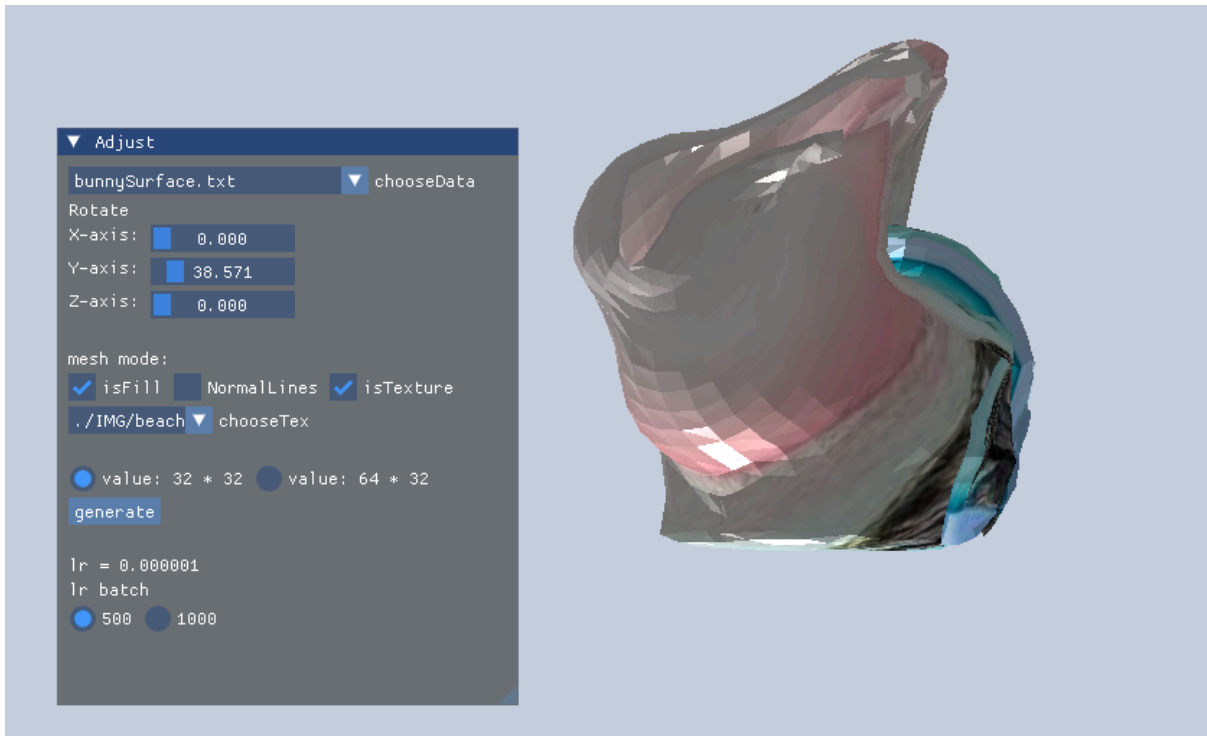 Adjust
bunnySurface.txt chooseData
Rotate
X-axis: 0.000
Y-axis: 38.571
Z-axis: 0.000
mesh mode:
isFill NormalLines isTexture
./IMG/beach chooseTex
value: 32 * 32 value: 64 * 32
generate
lr = 0.000001
lr batch
500 1000